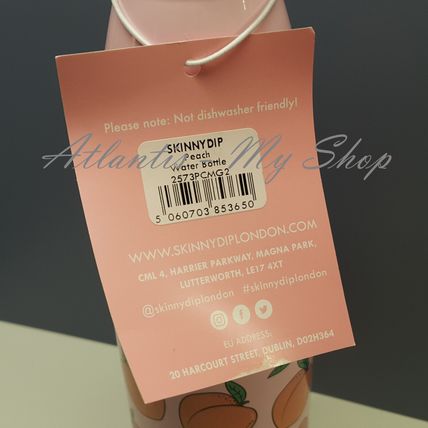 Please note: Not dishwasher friendly!
SKINNYDIP
Peach
Water Bottle
2573PCMG2
5 060703 853650
Atlantis My Shop
WWW.SKINNYDIPLONDON.COM
CML 4, HARRIER PARKWAY, MAGNA PARK,
LUTTERWORTH, LE17 4XT
@skinnydiplondon #skinnydiplondon
EU ADDRESS:
20 HARCOURT STREET, DUBLIN, D02H364